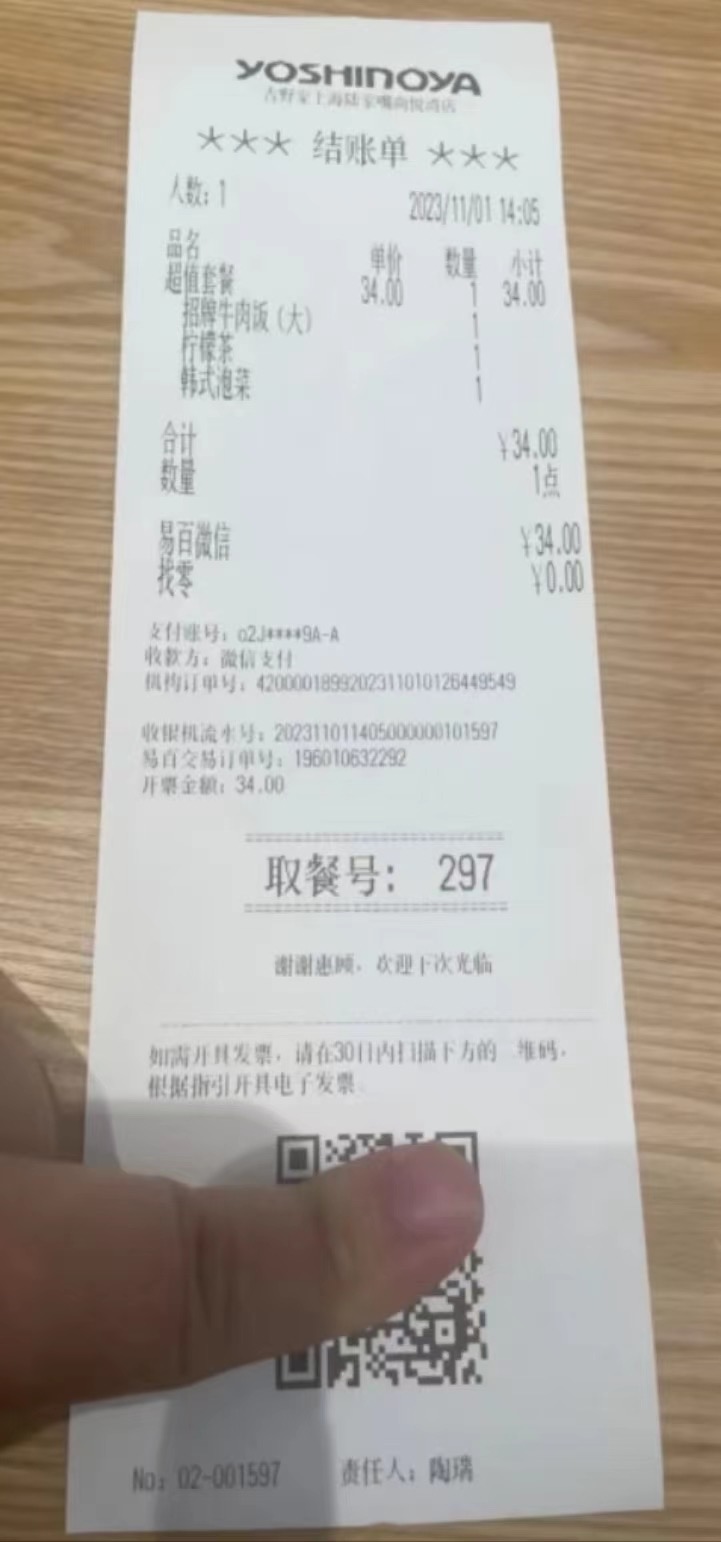 YOSHINOYA
吉野家上海陆家嘴尚悦湾店
*** 结账单 ***
人数: 1
2023/11/01 14:05
品名 单价 数量 小计
超值套餐 34.00 1 34.00
招牌牛肉饭(大) 1
柠檬茶 1
韩式泡菜 1
合计 ¥34.00
数量 1点
易百微信 ¥34.00
找零 ¥0.00
支付账号: o2J****9A-A
收款方: 微信支付
机构订单号: 4200001899202311010126449549
收银机流水号: 2023110114050000000101597
易百交易订单号: 196010632292
开票金额: 34.00
取餐号: 297
谢谢惠顾, 欢迎下次光临
如需开具发票, 请在30日内扫描下方的二维码,
根据指引开具电子发票
No: 02-001597 责任人: 陶瑞